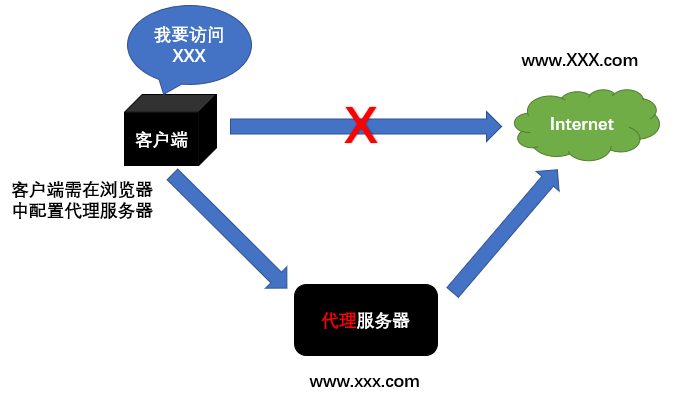 我要访问
XXX
www.XXX.com
客户端
X
Internet
客户端需在浏览器
中配置代理服务器
代理服务器
www.xxx.com